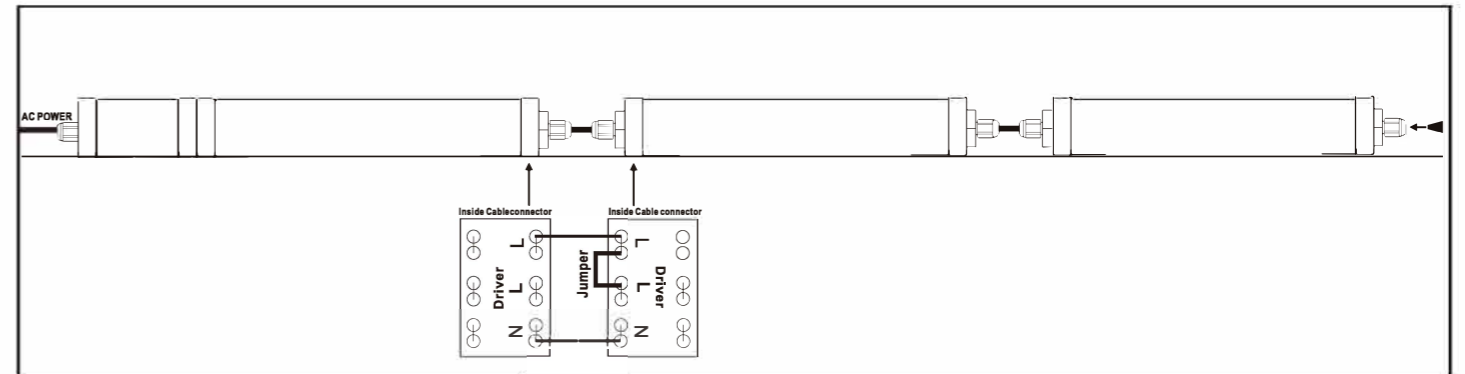 AC POWER
Inside Cableconnector
Inside Cable connector
L
L
Jumper
Driver
L
L
Driver
N
N